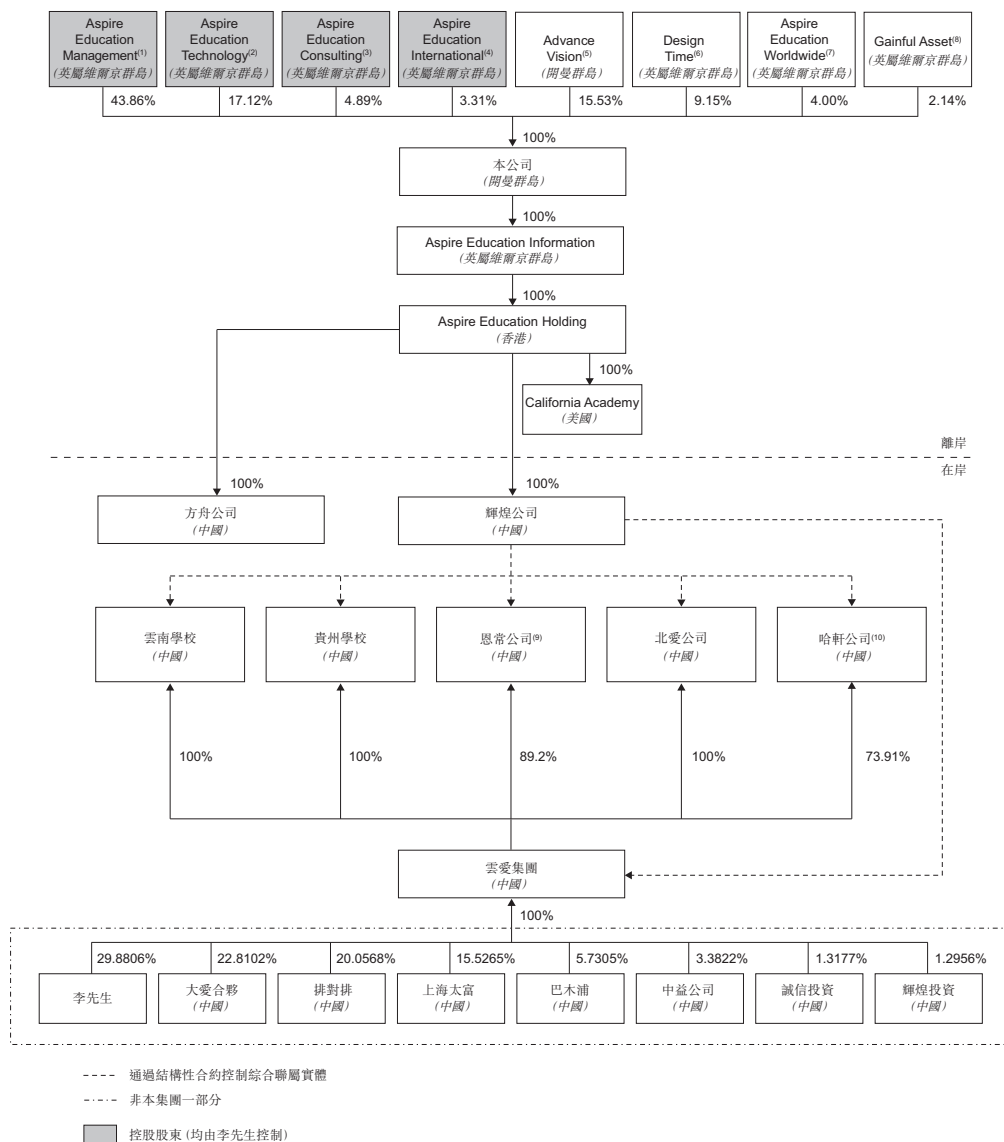 Aspire
Education
Management(1)
(英屬維爾京群島)
Aspire
Education
Technology(2)
(英屬維爾京群島)
Aspire
Education
Consulting(3)
(英屬維爾京群島)
Aspire
Education
International(4)
(英屬維爾京群島)
Advance
Vision(5)
(開曼群島)
Design
Time(6)
(英屬維爾京群島)
Aspire
Education
Worldwide(7)
(英屬維爾京群島)
Gainful Asset(8)
(英屬維爾京群島)
43.86%
17.12%
4.89%
3.31%
15.53%
9.15%
4.00%
2.14%
100%
本公司
(開曼群島)
100%
Aspire Education Information
(英屬維爾京群島)
100%
Aspire Education Holding
(香港)
100%
California Academy
(美國)
離岸
在岸
100%
100%
方舟公司
(中國)
輝煌公司
(中國)
雲南學校
(中國)
貴州學校
(中國)
恩常公司(9)
(中國)
北愛公司
(中國)
哈軒公司(10)
(中國)
100%
100%
89.2%
100%
73.91%
雲愛集團
(中國)
100%
29.8806%
22.8102%
20.0568%
15.5265%
5.7305%
3.3822%
1.3177%
1.2956%
李先生
大愛合夥
(中國)
排對排
(中國)
上海太富
(中國)
巴木浦
(中國)
中益公司
(中國)
誠信投資
(中國)
輝煌投資
(中國)
通過結構性合約控制綜合聯屬實體
非本集團一部分
控股股東 (均由李先生控制)